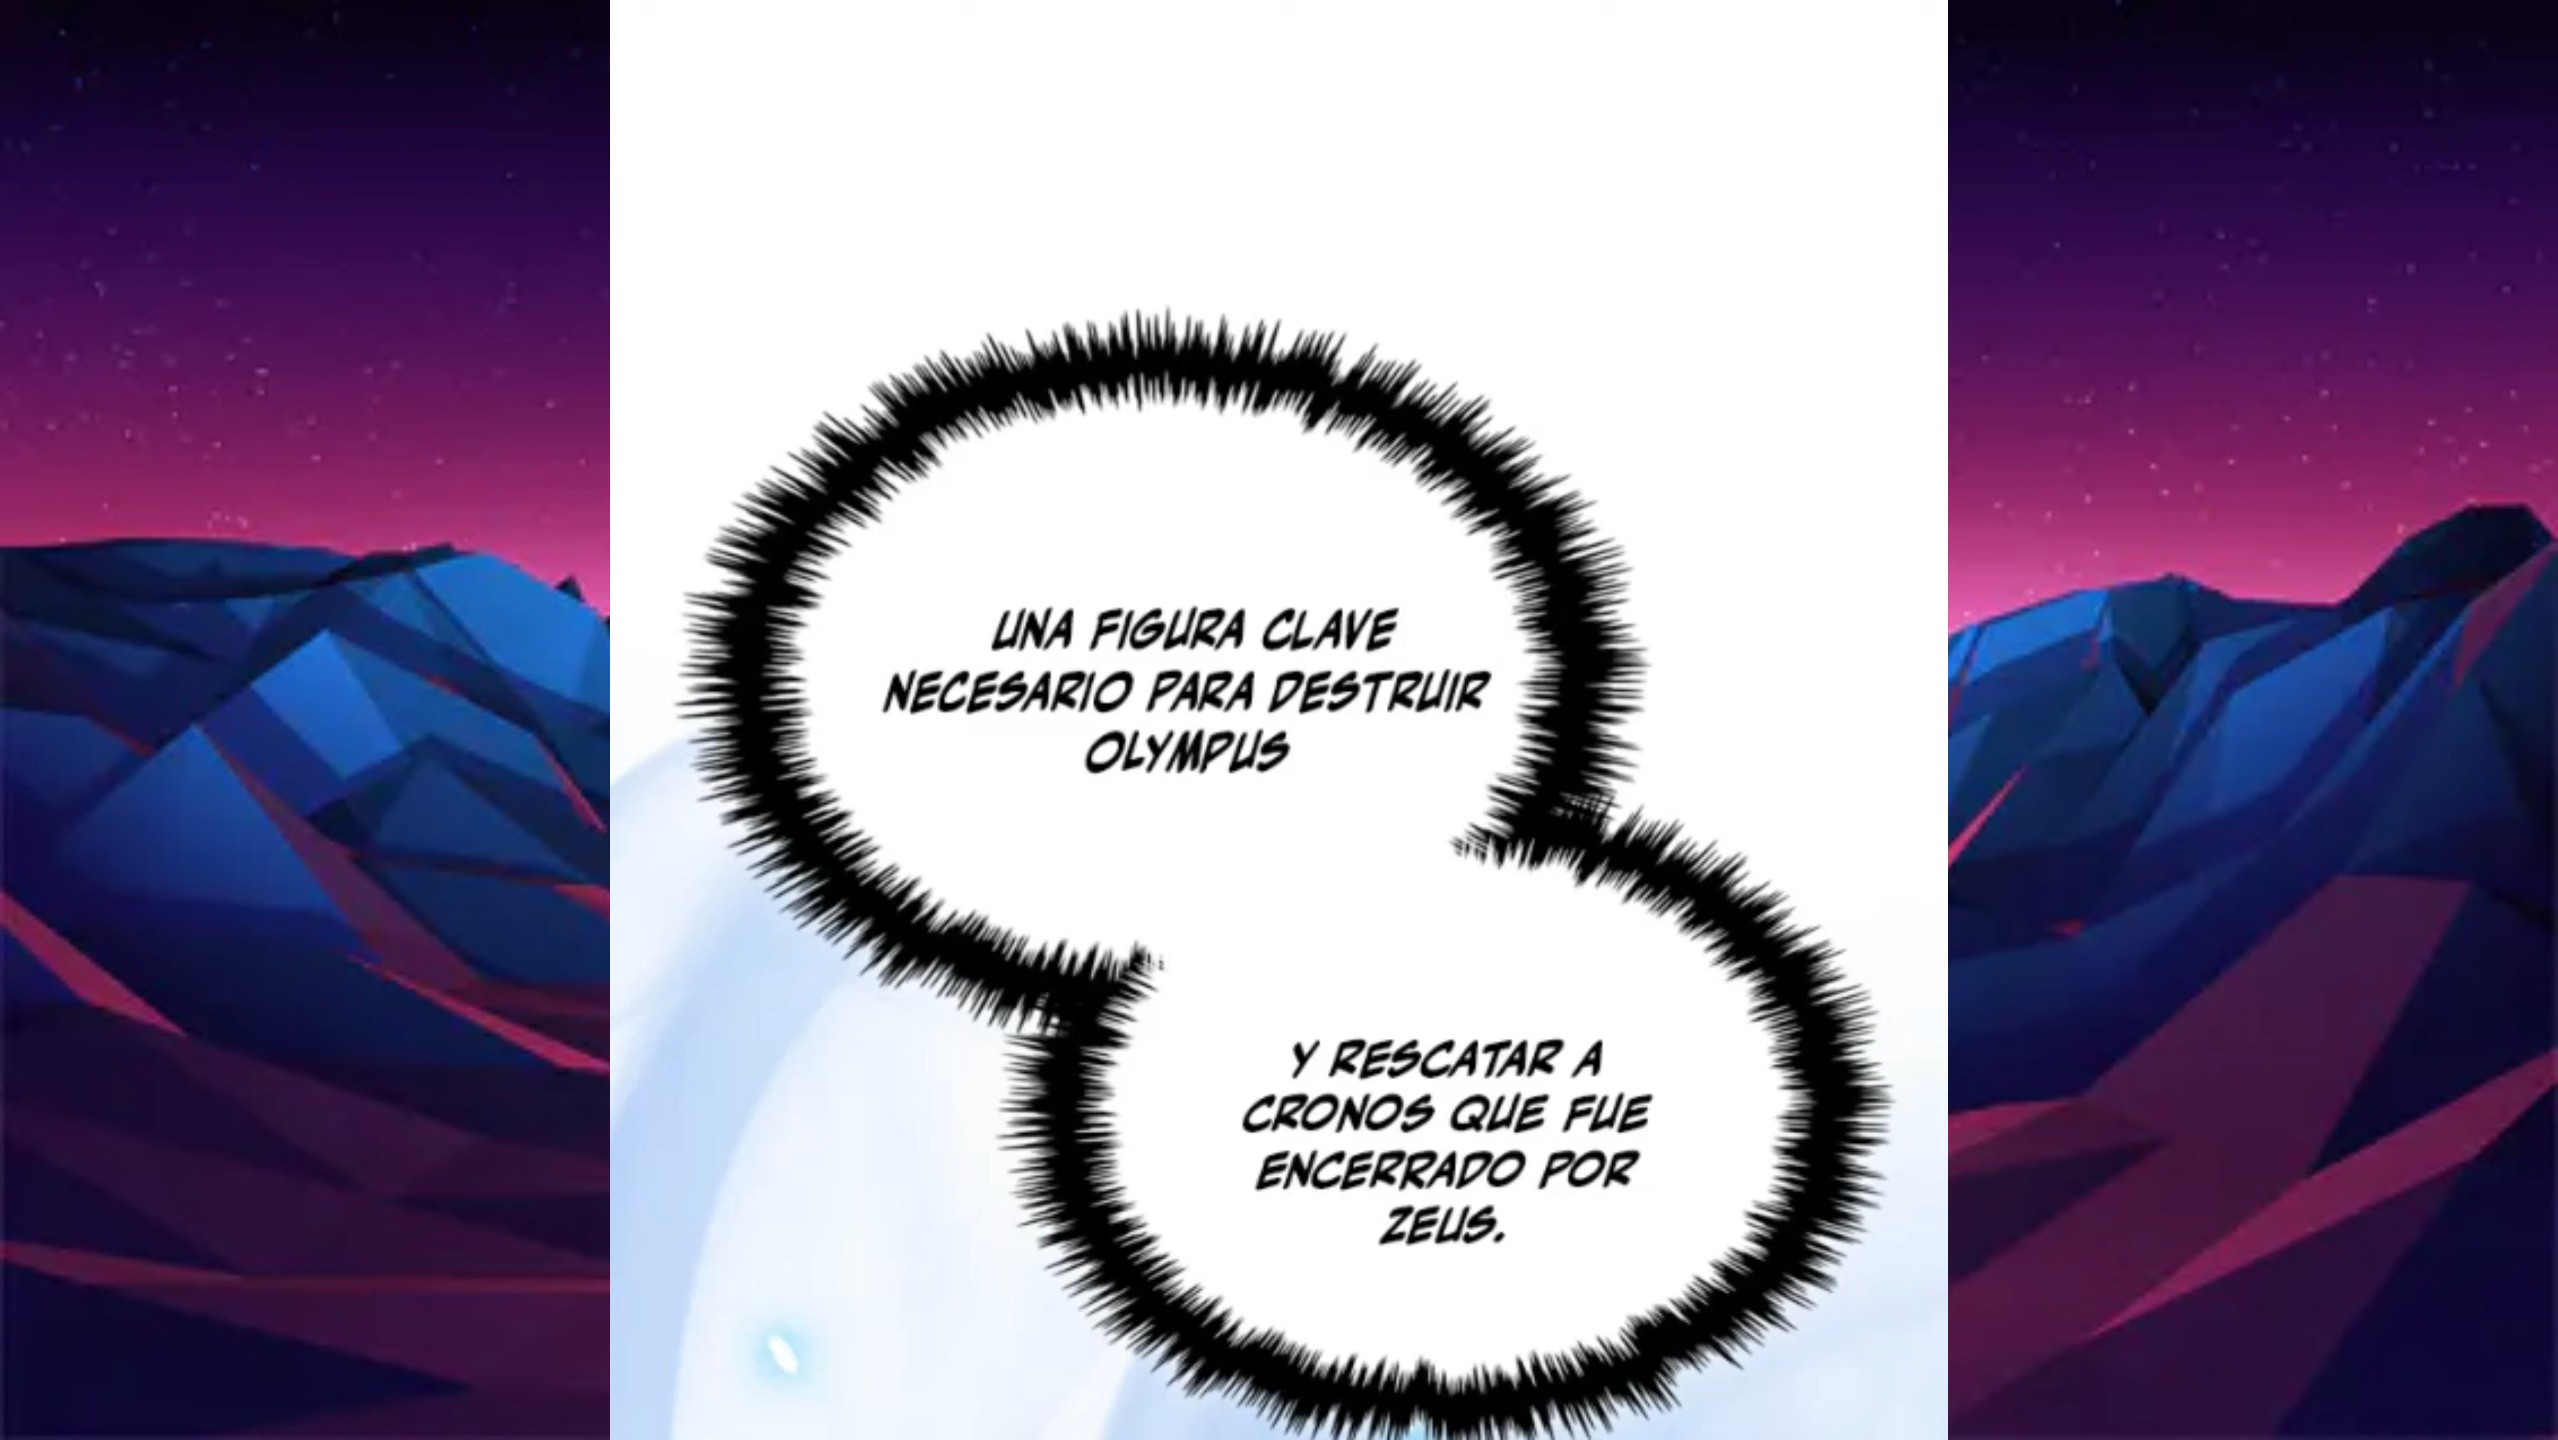 UNA FIGURA CLAVE
NECESARIO PARA DESTRUIR
OLYMPUS
Y RESCATAR A
CRONOS QUE FUE
ENCERRADO POR
ZEUS.